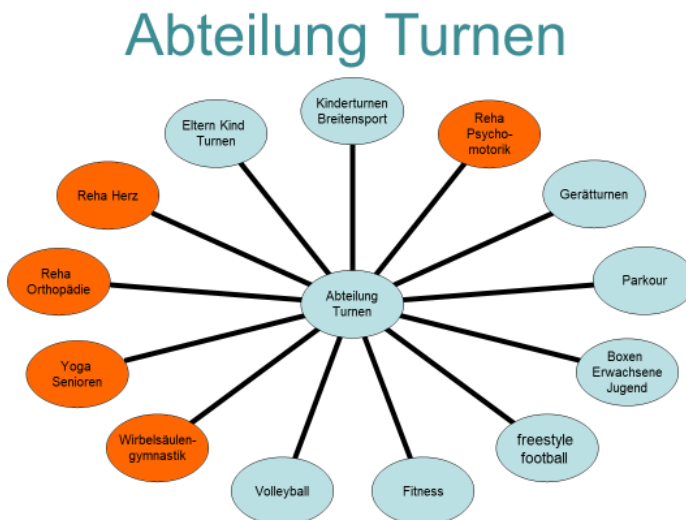 Abteilung Turnen
Kinderturnen
Breitensport
Reha
Psycho-
motorik
Gerätturnen
Parkour
Boxen
Erwachsene
Jugend
freestyle
football
Fitness
Volleyball
Wirbelsäulen-
gymnastik
Yoga
Senioren
Reha
Orthopädie
Reha Herz
Eltern Kind
Turnen
Abteilung
Turnen